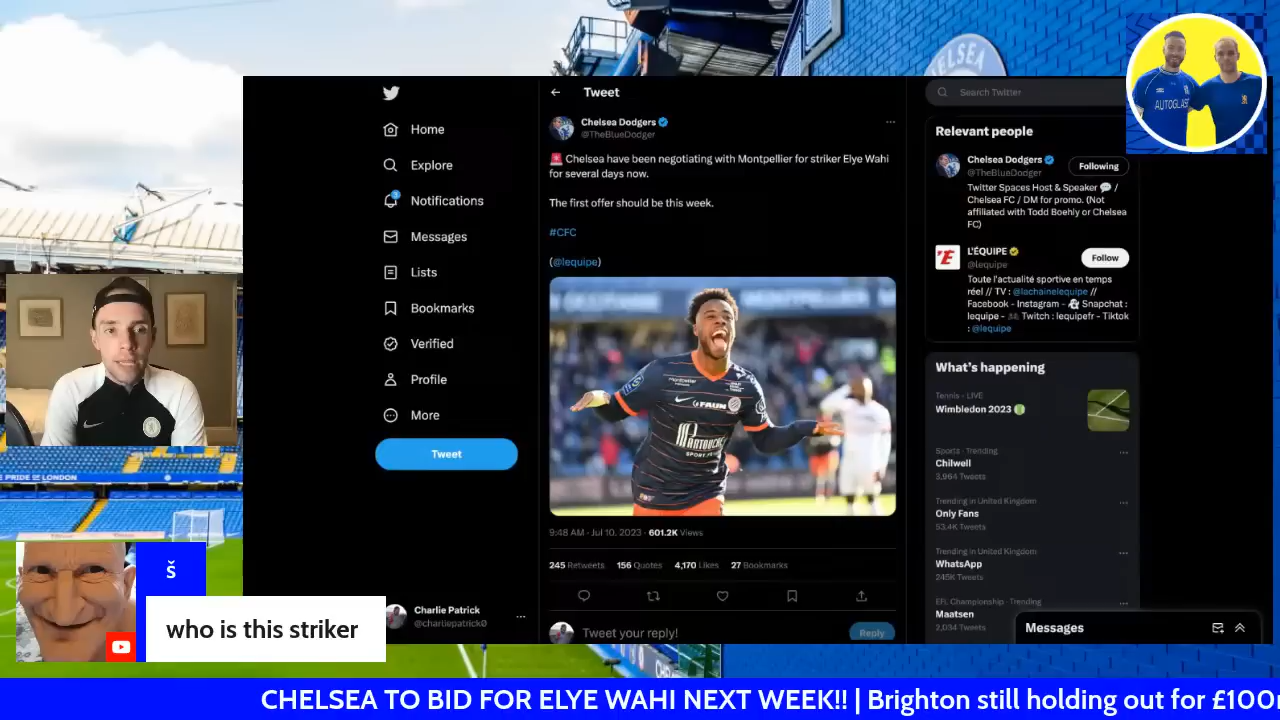 CHELSEA
AUTOGLASS
Home
Explore
Notifications
Messages
Lists
Bookmarks
Verified
Profile
More
Tweet
Charlie Patrick
@charliepatrick0
Tweet
Chelsea Dodgers
@TheBlueDodger
🚨 Chelsea have been negotiating with Montpellier for striker Elye Wahi
for several days now.
The first offer should be this week.
#CFC
(@lequipe)
FAUN
SPORT
9:48 AM · Jul 10, 2023 · 601.2K Views
245 Retweets 156 Quotes 4,170 Likes 27 Bookmarks
Tweet your reply!
Reply
Search Twitter
Relevant people
Chelsea Dodgers
@TheBlueDodger
Following
Twitter Spaces Host & Speaker 💬 /
Chelsea FC / DM for promo. (Not
affiliated with Todd Boehly or Chelsea
FC)
L'ÉQUIPE
@lequipe
Follow
Toute l'actualité sportive en temps
réel // TV : @lachainelequipe //
Facebook - Instagram - 👻 Snapchat :
lequipe - 🎮 Twitch : lequipefr - Tiktok
: @lequipe
What's happening
Tennis · LIVE
Wimbledon 2023
Sports · Trending
Chilwell
3,964 Tweets
Trending in United Kingdom
Only Fans
53.4K Tweets
Trending in United Kingdom
WhatsApp
245K Tweets
EFL Championship · Trending
Maatsen
2,034 Tweets
Messages
PRIDE OF LONDON
š
who is this striker
CHELSEA TO BID FOR ELYE WAHI NEXT WEEK!! | Brighton still holding out for £100